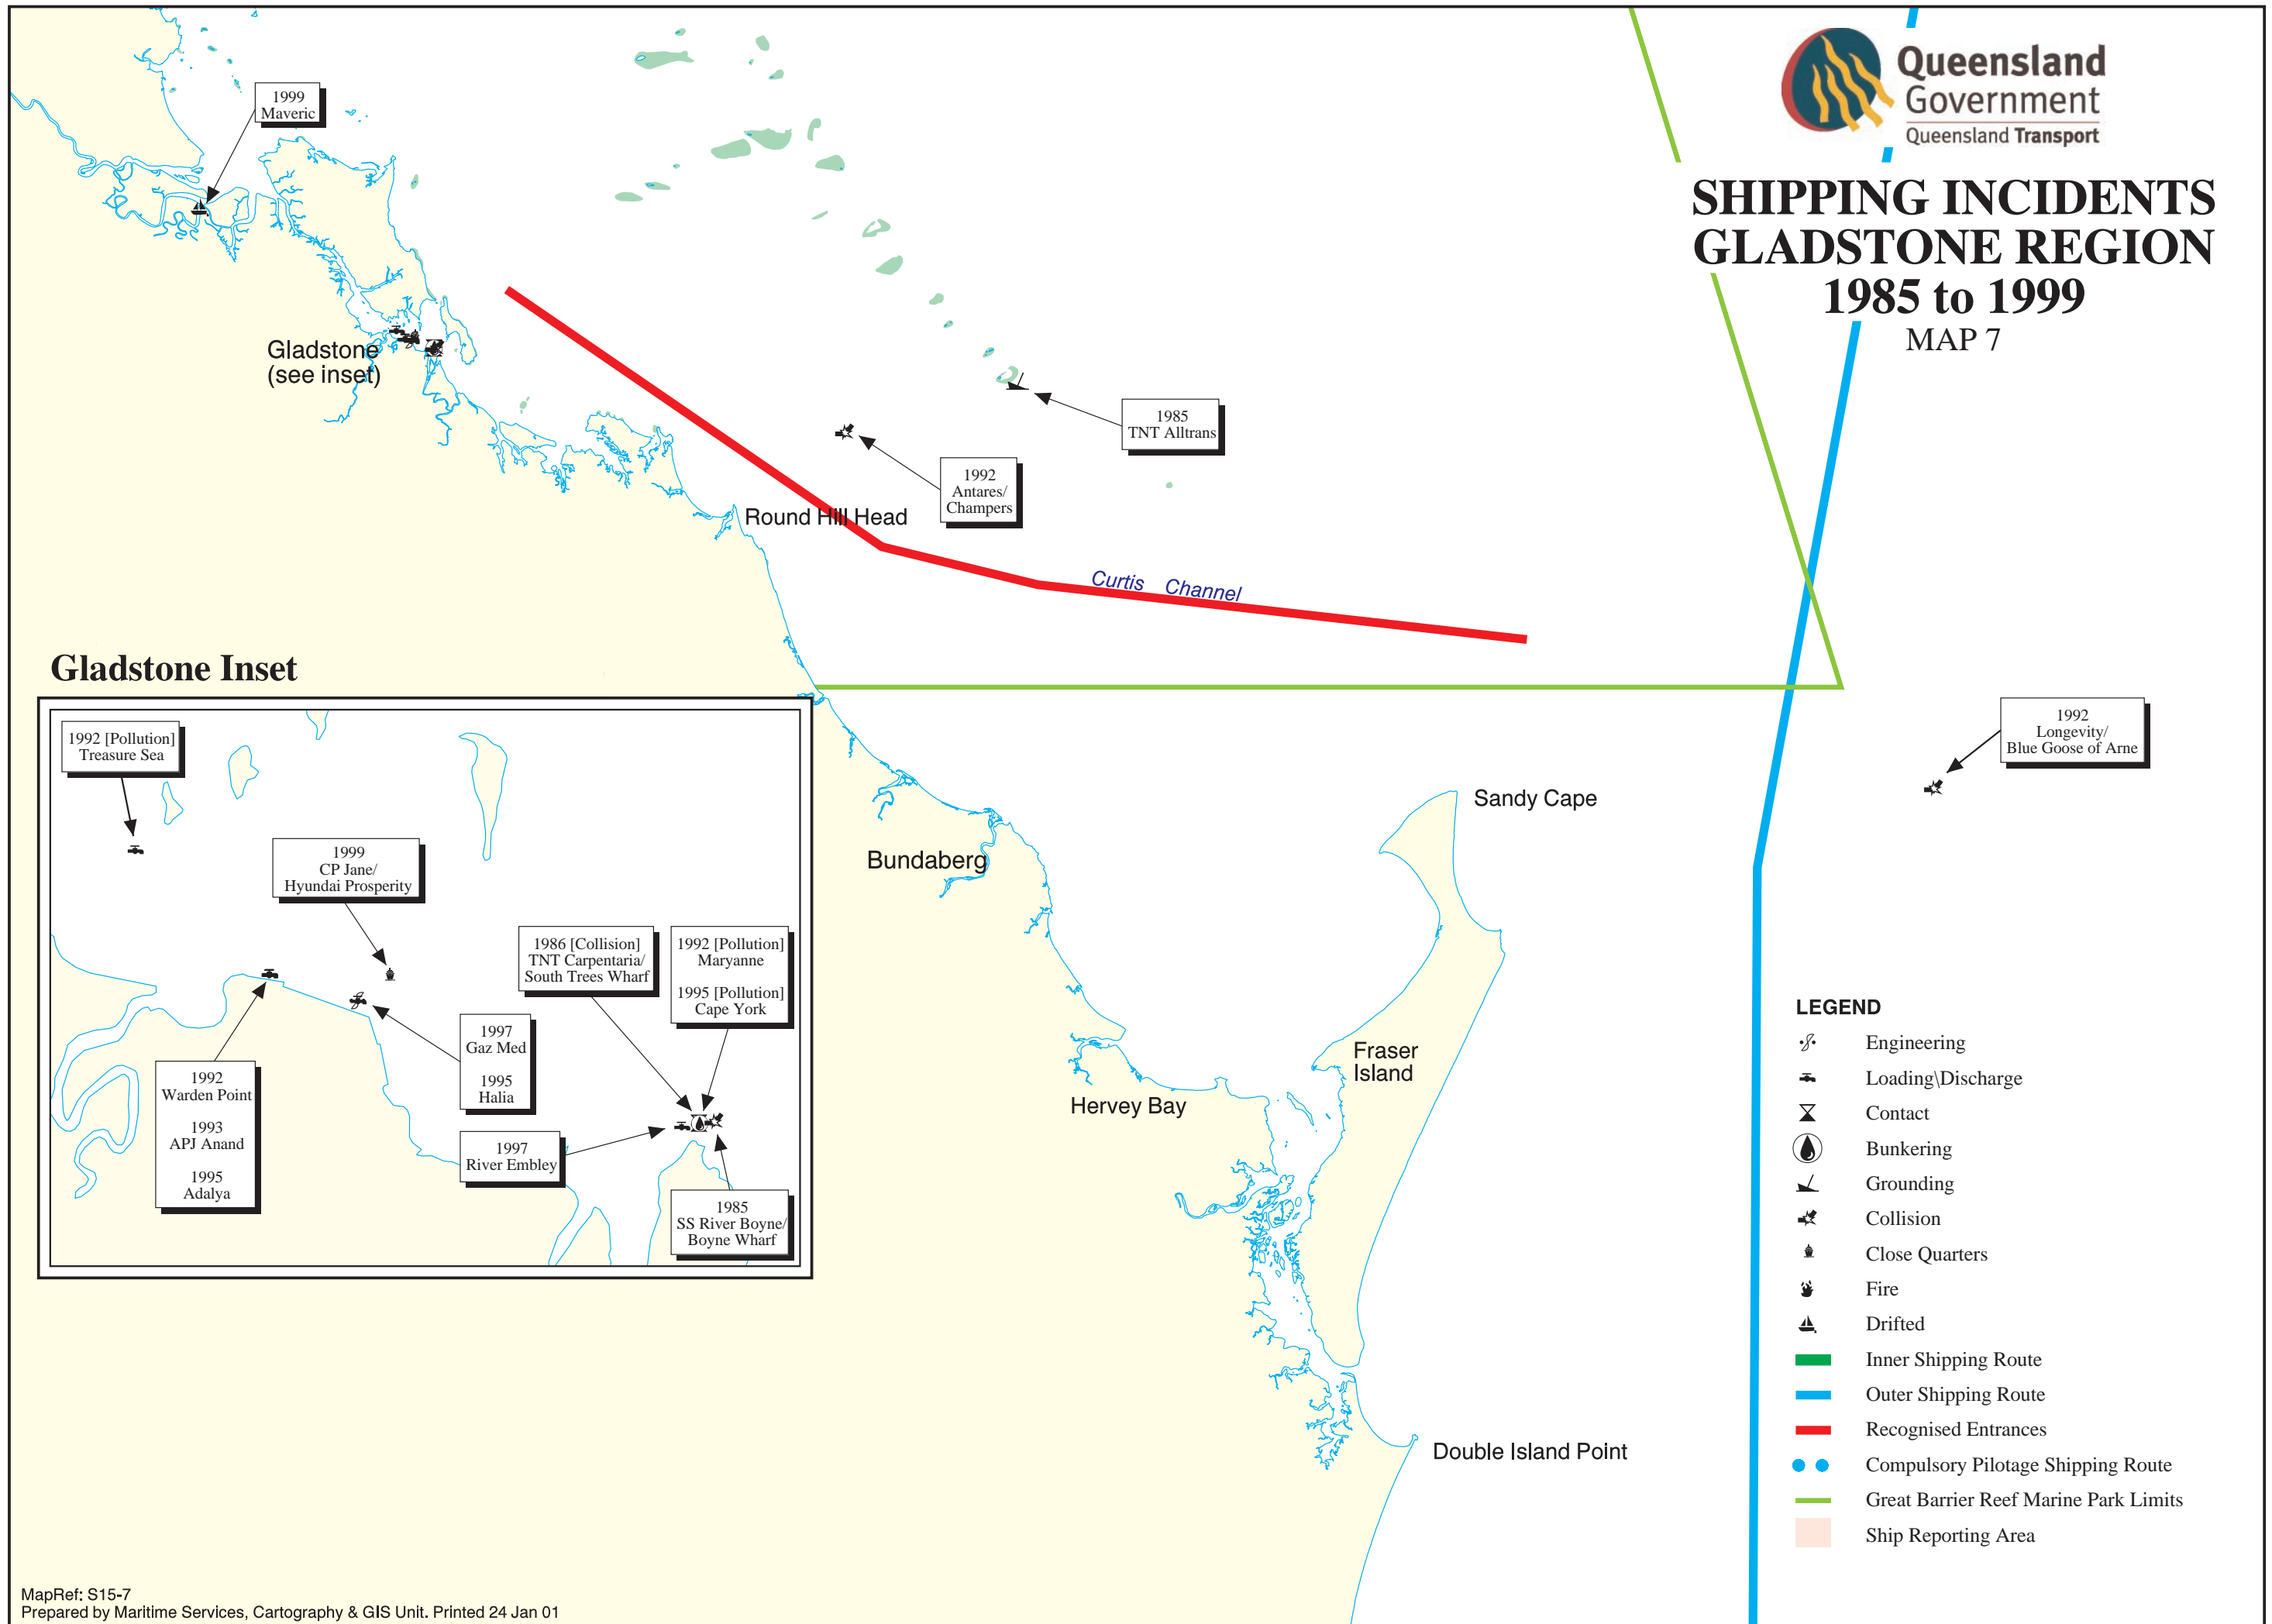 Queensland
Government
Queensland Transport
SHIPPING INCIDENTS
GLADSTONE REGION
1985 to 1999
MAP 7
1999
Maveric
Gladstone
(see inset)
1985
TNT Alltrans
1992
Antares/
Champers
Round Hill Head
Curtis Channel
1992
Longevity/
Blue Goose of Arne
Sandy Cape
Bundaberg
Fraser
Island
Hervey Bay
Double Island Point
Gladstone Inset
1992 [Pollution]
Treasure Sea
1999
CP Jane/
Hyundai Prosperity
1986 [Collision]
TNT Carpentaria/
South Trees Wharf
1992 [Pollution]
Maryanne
1995 [Pollution]
Cape York
1997
Gaz Med
1995
Halia
1992
Warden Point
1993
APJ Anand
1995
Adalya
1997
River Embley
1985
SS River Boyne/
Boyne Wharf
LEGEND
Engineering
Loading\Discharge
Contact
Bunkering
Grounding
Collision
Close Quarters
Fire
Drifted
Inner Shipping Route
Outer Shipping Route
Recognised Entrances
Compulsory Pilotage Shipping Route
Great Barrier Reef Marine Park Limits
Ship Reporting Area
MapRef: S15-7
Prepared by Maritime Services, Cartography & GIS Unit. Printed 24 Jan 01